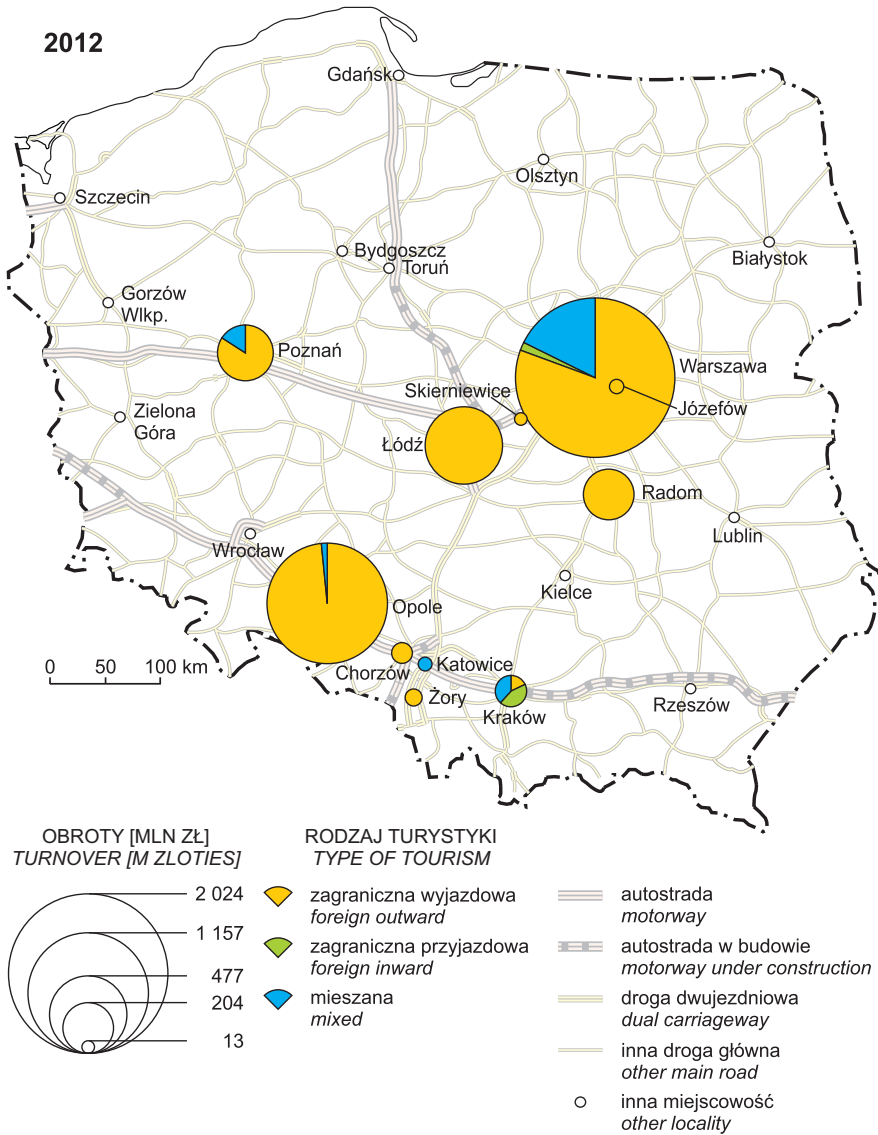 2012
Gdańsk
Olsztyn
Szczecin
Białystok
Bydgoszcz
Toruń
Gorzów
Wlkp.
Poznań
Warszawa
Skierniewice
Józefów
Zielona
Góra
Łódź
Radom
Lublin
Wrocław
Kielce
Opole
0 50 100 km
Chorzów
Katowice
Żory
Kraków
Rzeszów
OBROTY [MLN ZŁ]
TURNOVER [M ZLOTIES]
2 024
1 157
477
204
13
RODZAJ TURYSTYKI
TYPE OF TOURISM
zagraniczna wyjazdowa
foreign outward
zagraniczna przyjazdowa
foreign inward
mieszana
mixed
autostrada
motorway
autostrada w budowie
motorway under construction
droga dwujezdniowa
dual carriageway
inna droga główna
other main road
inna miejscowość
other locality